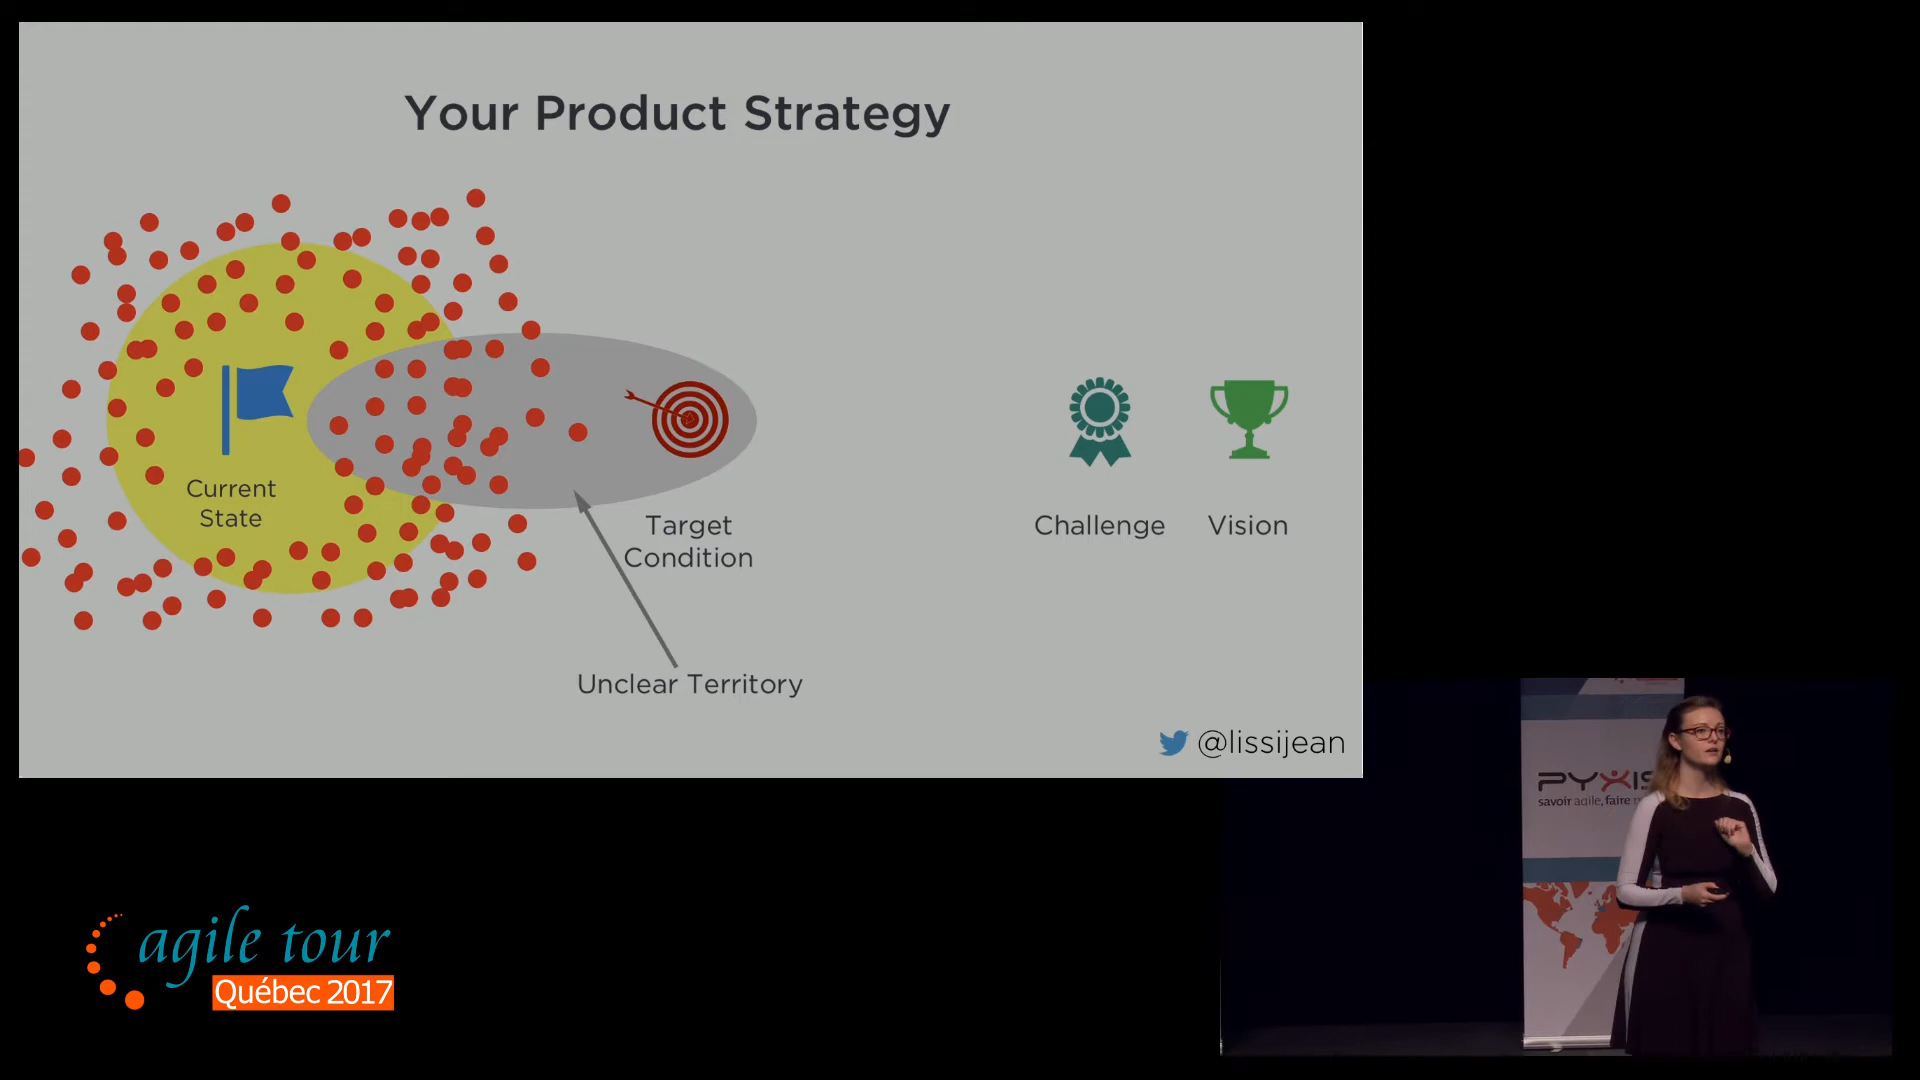 Your Product Strategy
Current
State
Target
Condition
Challenge
Vision
Unclear Territory
@lissijean
PYXIS
savoir agile, faire
agile tour
Québec 2017